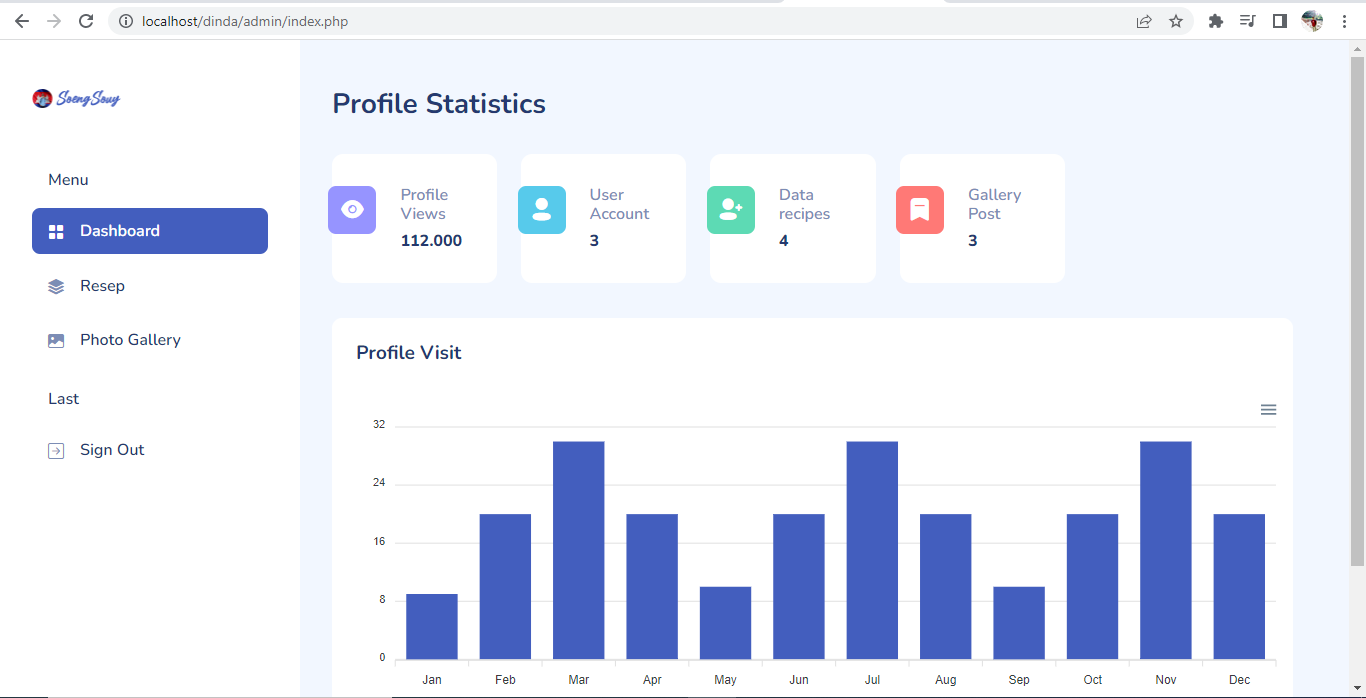 localhost/dinda/admin/index.php
SoengSouy
Menu
Dashboard
Resep
Photo Gallery
Last
Sign Out
Profile Statistics
Profile
Views
112.000
User
Account
3
Data
recipes
4
Gallery
Post
3
Profile Visit
32
24
16
8
0
Jan Feb Mar Apr May Jun Jul Aug Sep Oct Nov Dec